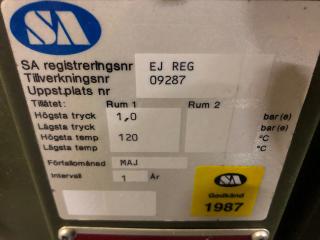 SA
SA registreringsnr EJ REG
Tillverkningsnr 09287
Uppst.plats nr
Tillåtet: Rum 1 Rum 2
Högsta tryck 1,0 bar(e)
Lägsta tryck bar(e)
Högsta temp 120 °C
Lägsta temp °C
Förfallomånad MAJ
Intervall 1 År
SA
Godkänd
1987